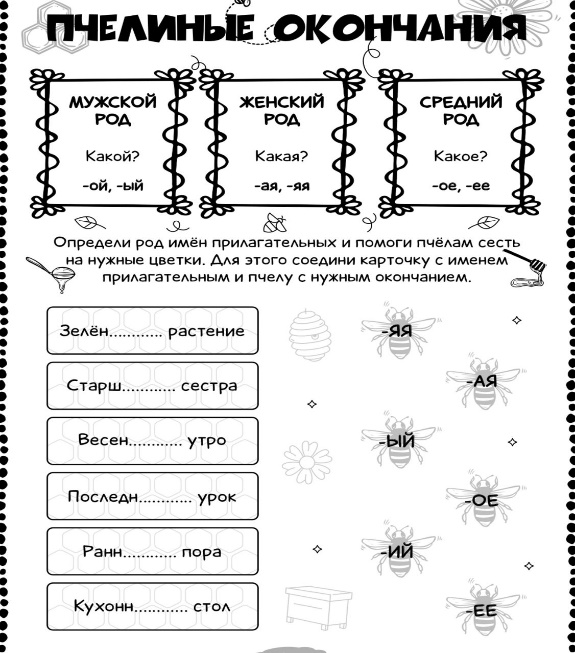 ПЧЕЛИНЫЕ ОКОНЧАНИЯ
МУЖСКОЙ
РОД
Какой?
-ой, -ый
ЖЕНСКИЙ
РОД
Какая?
-ая, -яя
СРЕДНИЙ
РОД
Какое?
-ое, -ее
Определи род имён прилагательных и помоги пчёлам сесть
на нужные цветки. Для этого соедини карточку с именем
прилагательным и пчелу с нужным окончанием.
Зелён............ растение
Старш............ сестра
Весен............ утро
Последн............ урок
Ранн............ пора
Кухонн............ стол
-ЯЯ
-АЯ
-ЫЙ
-ОЕ
-ИЙ
-ЕЕ